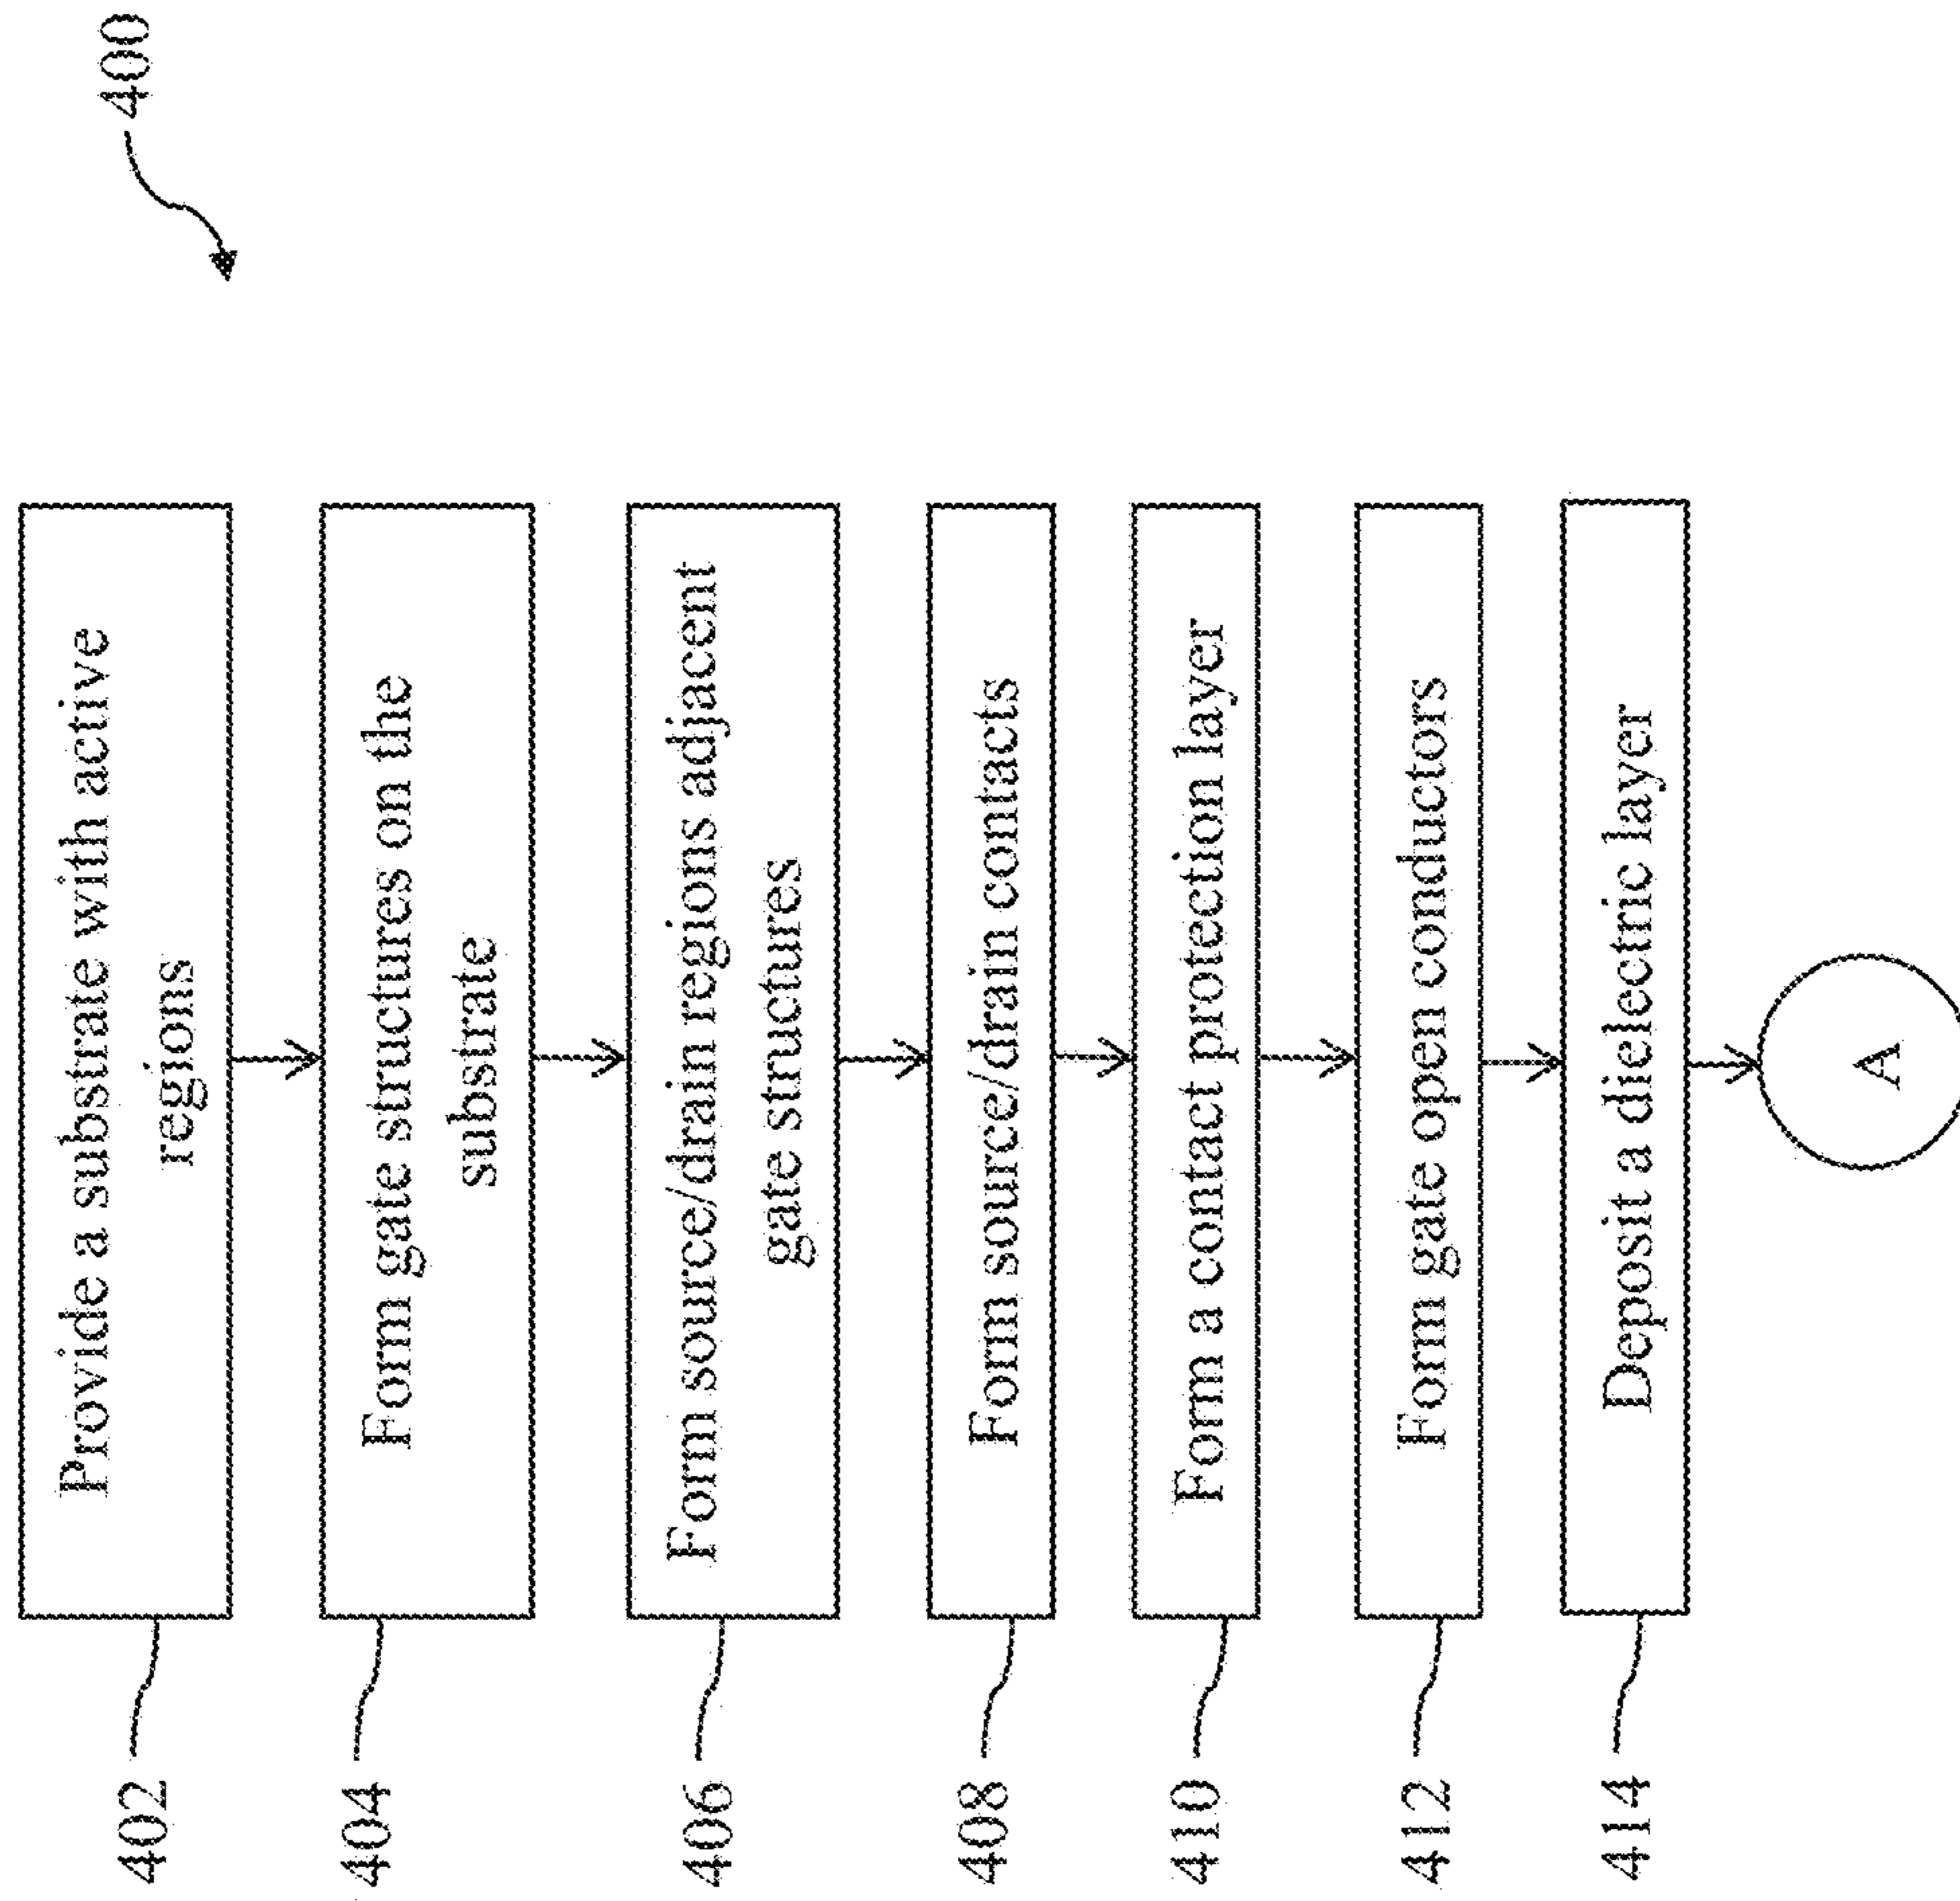 400
402
Provide a substrate with active
regions
404
Form gate structures on the
substrate
406
Form source/drain regions adjacent
gate structures
408
Form source/drain contacts
410
Form a contact protection layer
412
Form gate open conductors
414
Deposit a dielectric layer
A